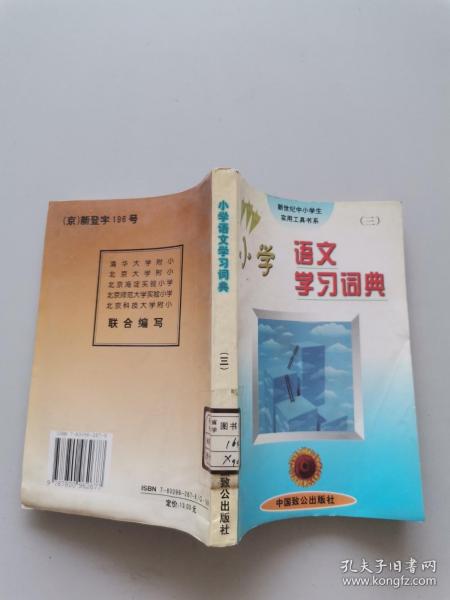 (京)新登字196号
清华大学附小
北京大学附小
北京海淀实验小学
北京师范大学实验小学
北京科技大学附小
联合编写
ISBN 7-80096-267-
定价:10.00元
小学语文学习词典
(三)
图书
致公出版社
新世纪中小学生
实用工具书系
(三)
小学
语文
学习词典
中国致公出版社
孔夫子旧书网
www.kongfz.com